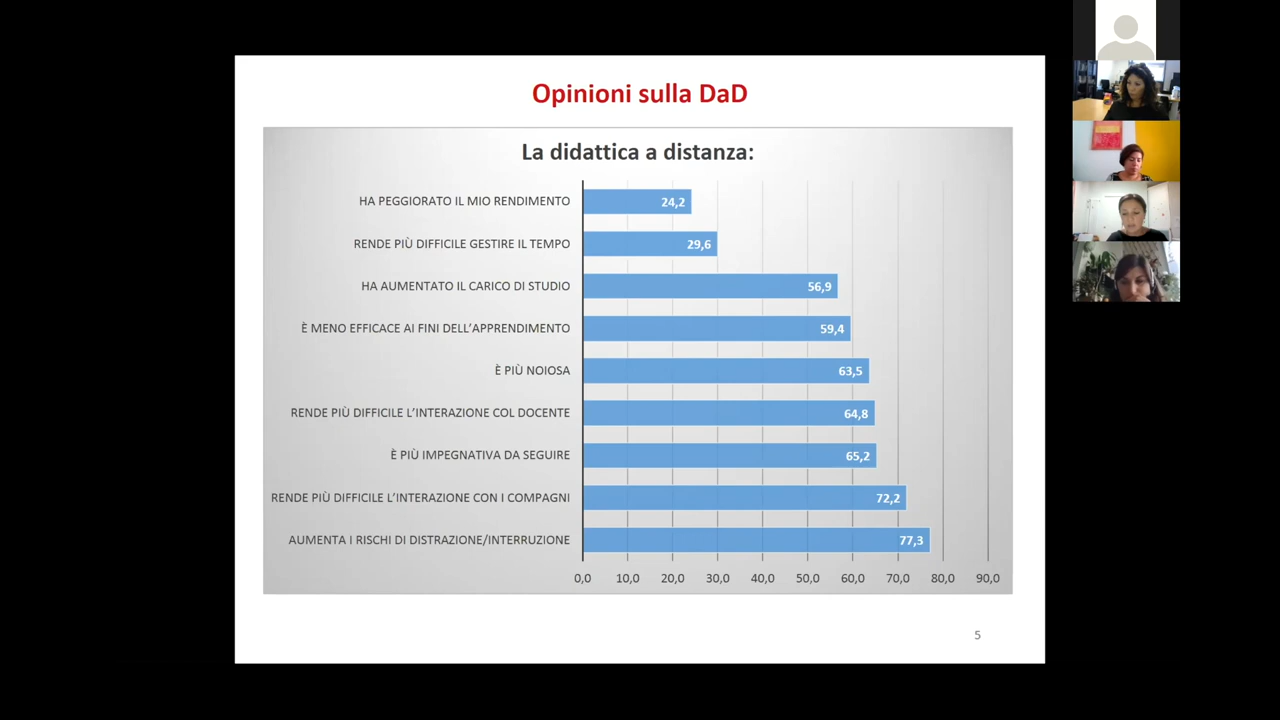 Opinioni sulla DaD
La didattica a distanza:
HA PEGGIORATO IL MIO RENDIMENTO 24,2
RENDE PIÙ DIFFICILE GESTIRE IL TEMPO 29,6
HA AUMENTATO IL CARICO DI STUDIO 56,9
È MENO EFFICACE AI FINI DELL'APPRENDIMENTO 59,4
È PIÙ NOIOSA 63,5
RENDE PIÙ DIFFICILE L'INTERAZIONE COL DOCENTE 64,8
È PIÙ IMPEGNATIVA DA SEGUIRE 65,2
RENDE PIÙ DIFFICILE L'INTERAZIONE CON I COMPAGNI 72,2
AUMENTA I RISCHI DI DISTRAZIONE/INTERRUZIONE 77,3
0,0 10,0 20,0 30,0 40,0 50,0 60,0 70,0 80,0 90,0
5